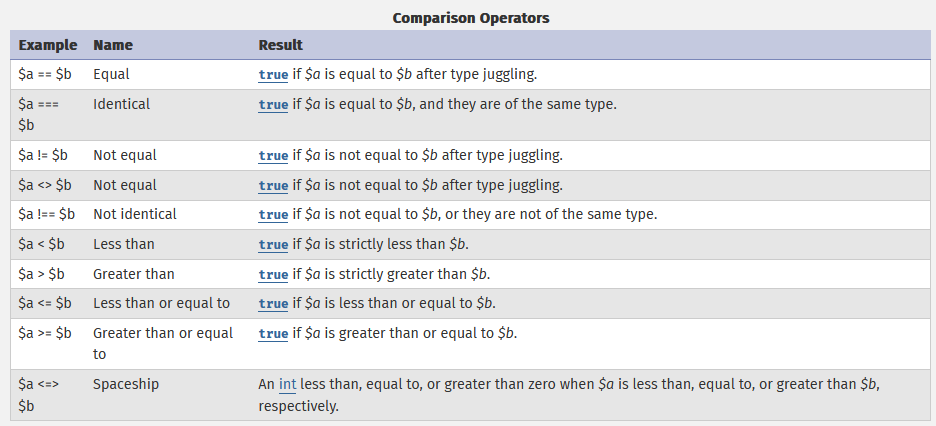 Comparison Operators
Example Name Result
$a == $b Equal true if $a is equal to $b after type juggling.
$a === Identical true if $a is equal to $b, and they are of the same type.
$b
$a != $b Not equal true if $a is not equal to $b after type juggling.
$a <> $b Not equal true if $a is not equal to $b after type juggling.
$a !== $b Not identical true if $a is not equal to $b, or they are not of the same type.
$a < $b Less than true if $a is strictly less than $b.
$a > $b Greater than true if $a is strictly greater than $b.
$a <= $b Less than or equal to true if $a is less than or equal to $b.
$a >= $b Greater than or equal true if $a is greater than or equal to $b.
to
$a <=> Spaceship An int less than, equal to, or greater than zero when $a is less than, equal to, or greater than $b,
$b respectively.